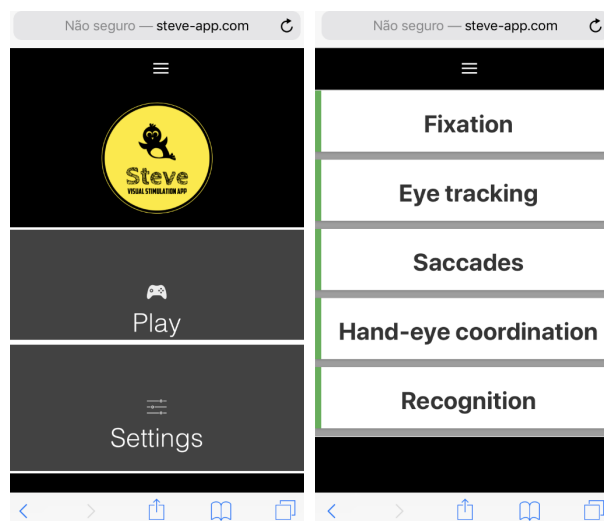 Não seguro — steve-app.com
Steve
VISUAL STIMULATION APP
Play
Settings
Não seguro — steve-app.com
Fixation
Eye tracking
Saccades
Hand-eye coordination
Recognition